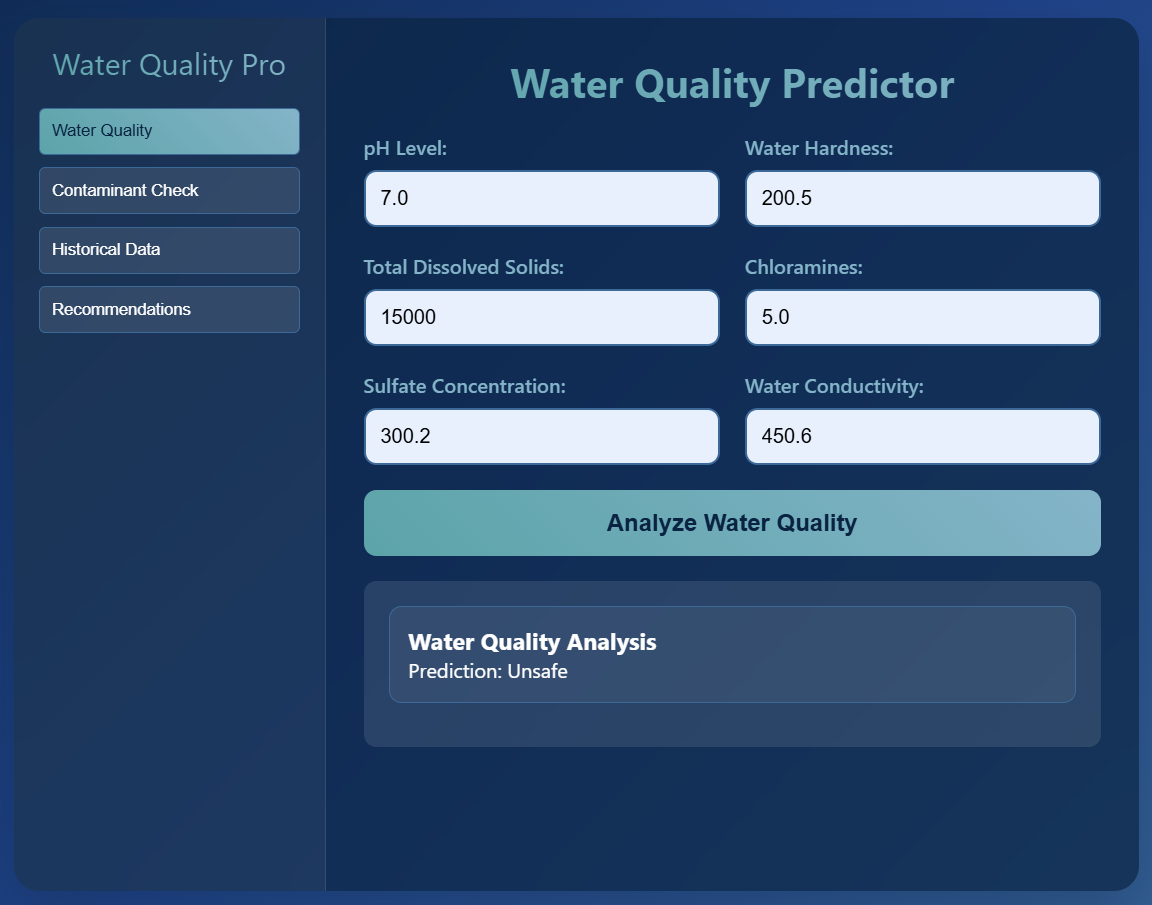 Water Quality Pro
Water Quality
Contaminant Check
Historical Data
Recommendations
Water Quality Predictor
pH Level:
7.0
Water Hardness:
200.5
Total Dissolved Solids:
15000
Chloramines:
5.0
Sulfate Concentration:
300.2
Water Conductivity:
450.6
Analyze Water Quality
Water Quality Analysis
Prediction: Unsafe